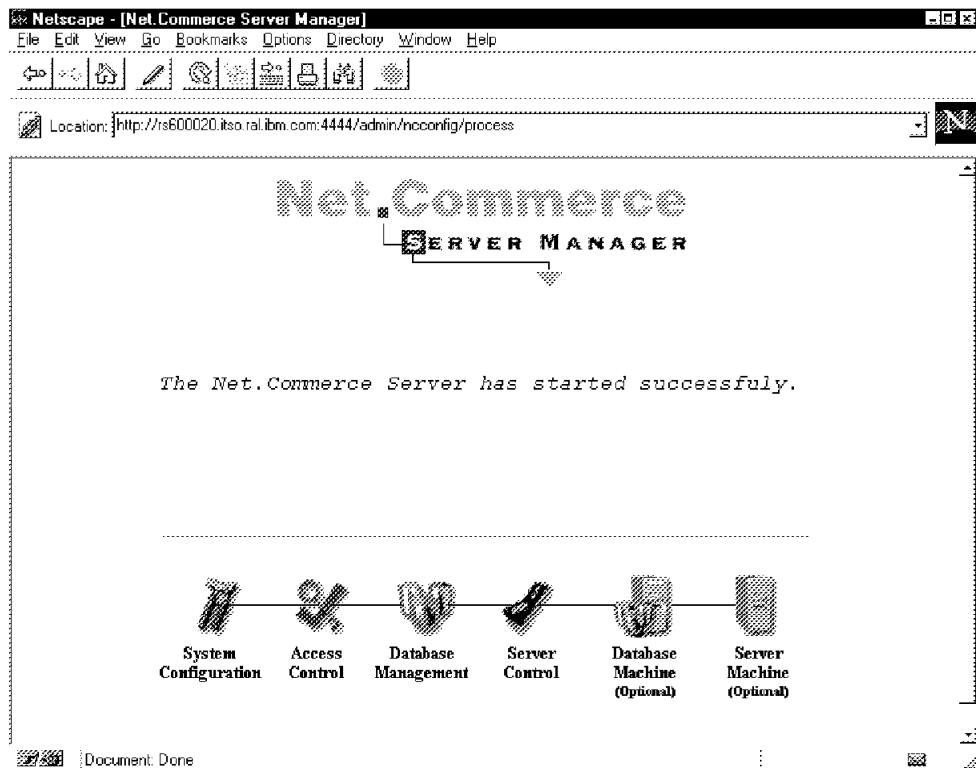 Netscape - [Net.Commerce Server Manager]
File Edit View Go Bookmarks Options Directory Window Help
Location: http://rs600020.itso.ral.ibm.com:4444/admin/ncconfig/process
N
Net.Commerce
SERVER MANAGER
The Net.Commerce Server has started successfuly.
System Configuration
Access Control
Database Management
Server Control
Database Machine (Optional)
Server Machine (Optional)
Document: Done